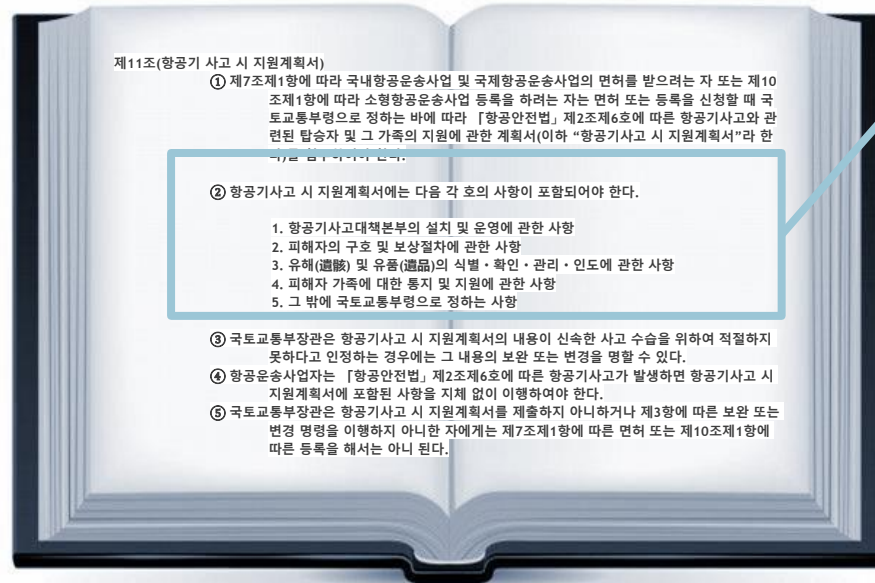 제11조(항공기 사고 시 지원계획서)
① 제7조제1항에 따라 국내항공운송사업 및 국제항공운송사업의 면허를 받으려는 자 또는 제10
조제1항에 따라 소형항공운송사업 등록을 하려는 자는 면허 또는 등록을 신청할 때 국
토교통부령으로 정하는 바에 따라 「항공안전법」 제2조제6호에 따른 항공기사고와 관
련된 탑승자 및 그 가족의 지원에 관한 계획서(이하 “항공기사고 시 지원계획서”라 한
② 항공기사고 시 지원계획서에는 다음 각 호의 사항이 포함되어야 한다.
1. 항공기사고대책본부의 설치 및 운영에 관한 사항
2. 피해자의 구호 및 보상절차에 관한 사항
3. 유해(遺骸) 및 유품(遺品)의 식별・확인・관리・인도에 관한 사항
4. 피해자 가족에 대한 통지 및 지원에 관한 사항
5. 그 밖에 국토교통부령으로 정하는 사항
③ 국토교통부장관은 항공기사고 시 지원계획서의 내용이 신속한 사고 수습을 위하여 적절하지
못하다고 인정하는 경우에는 그 내용의 보완 또는 변경을 명할 수 있다.
④ 항공운송사업자는 「항공안전법」 제2조제6호에 따른 항공기사고가 발생하면 항공기사고 시
지원계획서에 포함된 사항을 지체 없이 이행하여야 한다.
⑤ 국토교통부장관은 항공기사고 시 지원계획서를 제출하지 아니하거나 제3항에 따른 보완 또는
변경 명령을 이행하지 아니한 자에게는 제7조제1항에 따른 면허 또는 제10조제1항에
따른 등록을 해서는 아니 된다.